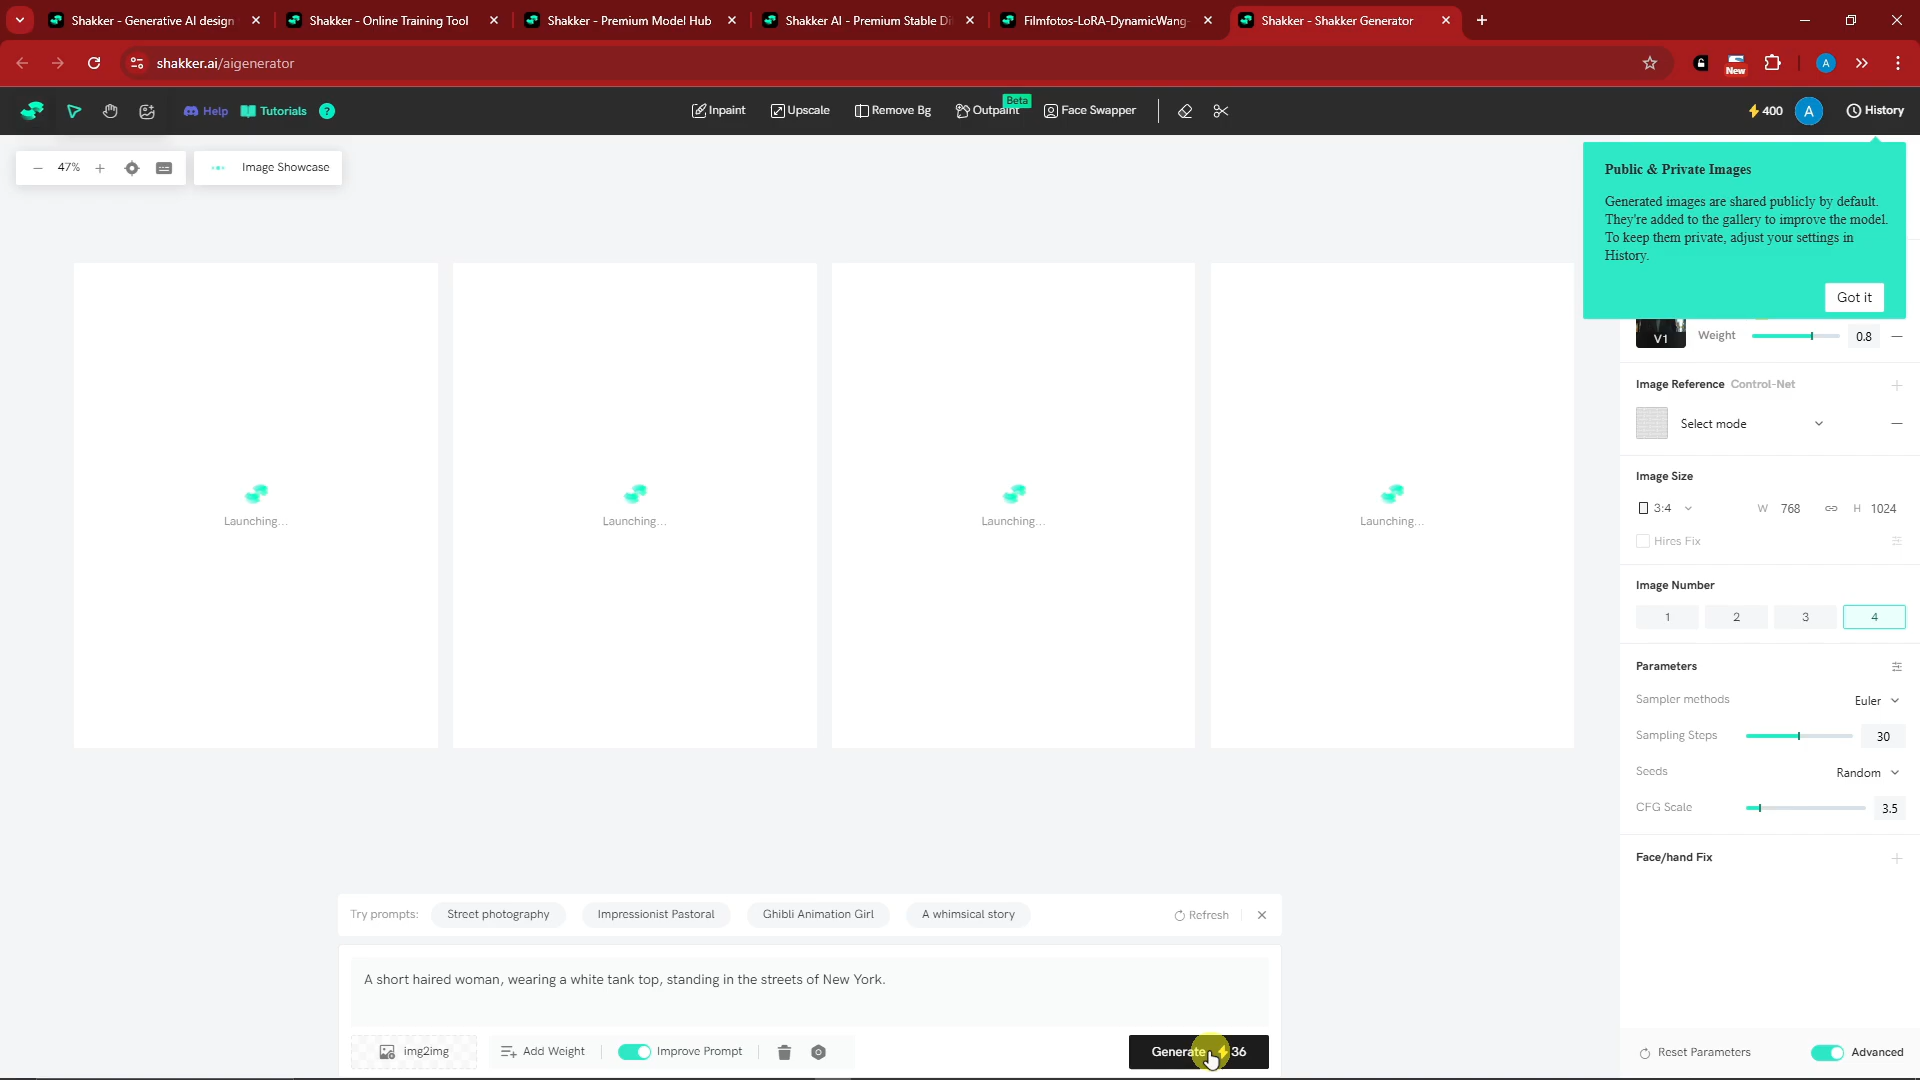 Shakker - Generative AI design
Shakker - Online Training Tool
Shakker - Premium Model Hub
Shakker AI - Premium Stable Di
Filmfotos-LoRA-DynamicWang-
Shakker - Shakker Generator
shakker.ai/aigenerator
New
A
Help
Tutorials
?
Inpaint
Upscale
Remove Bg
Outpaint
Beta
Face Swapper
400
A
History
47%
Image Showcase
Public & Private Images
Generated images are shared publicly by default.
They're added to the gallery to improve the model.
To keep them private, adjust your settings in
History.
Got it
V1
Weight
0.8
Image Reference Control-Net
Select mode
Image Size
3:4
W 768
H 1024
Hires Fix
Image Number
1
2
3
4
Parameters
Sampler methods
Euler
Sampling Steps
30
Seeds
Random
CFG Scale
3.5
Face/hand Fix
Launching...
Launching...
Launching...
Launching...
Try prompts:
Street photography
Impressionist Pastoral
Ghibli Animation Girl
A whimsical story
Refresh
A short haired woman, wearing a white tank top, standing in the streets of New York.
img2img
Add Weight
Improve Prompt
Generate 36
Reset Parameters
Advanced